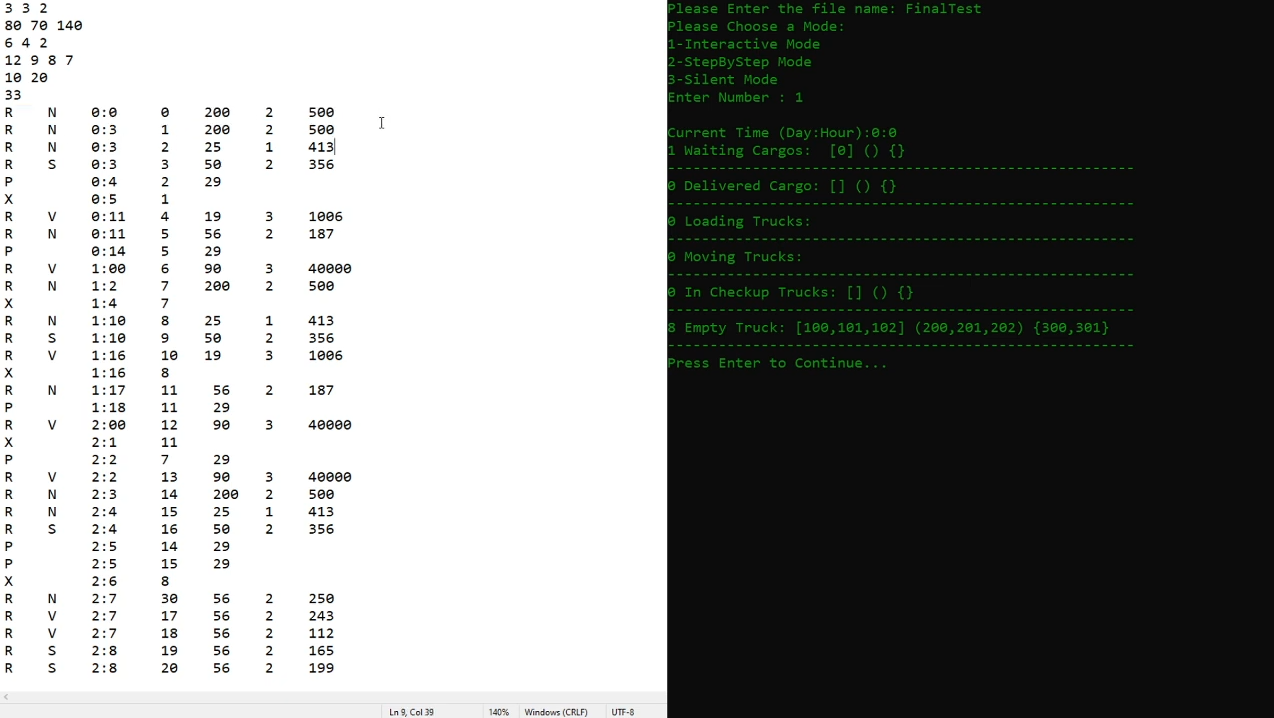 3 3 2
80 70 140
6 4 2
12 9 8 7
10 20
33
R N 0:0 0 200 2 500
R N 0:3 1 200 2 500
R N 0:3 2 25 1 413
R S 0:3 3 50 2 356
P 0:4 2 29
X 0:5 1
R V 0:11 4 19 3 1006
R N 0:11 5 56 2 187
P 0:14 5 29
R V 1:00 6 90 3 40000
R N 1:2 7 200 2 500
X 1:4 7
R N 1:10 8 25 1 413
R S 1:10 9 50 2 356
R V 1:16 10 19 3 1006
X 1:16 8
R N 1:17 11 56 2 187
P 1:18 11 29
R V 2:00 12 90 3 40000
X 2:1 11
P 2:2 7 29
R V 2:2 13 90 3 40000
R N 2:3 14 200 2 500
R N 2:4 15 25 1 413
R S 2:4 16 50 2 356
P 2:5 14 29
P 2:5 15 29
X 2:6 8
R N 2:7 30 56 2 250
R V 2:7 17 56 2 243
R V 2:7 18 56 2 112
R S 2:8 19 56 2 165
R S 2:8 20 56 2 199
Ln 9, Col 39 140% Windows (CRLF) UTF-8
Please Enter the file name: FinalTest
Please Choose a Mode:
1-Interactive Mode
2-StepByStep Mode
3-Silent Mode
Enter Number : 1
Current Time (Day:Hour):0:0
1 Waiting Cargos: [0] () {}
--------------------------------------------------------
0 Delivered Cargo: [] () {}
--------------------------------------------------------
0 Loading Trucks:
--------------------------------------------------------
0 Moving Trucks:
--------------------------------------------------------
0 In Checkup Trucks: [] () {}
--------------------------------------------------------
8 Empty Truck: [100,101,102] (200,201,202) {300,301}
--------------------------------------------------------
Press Enter to Continue...